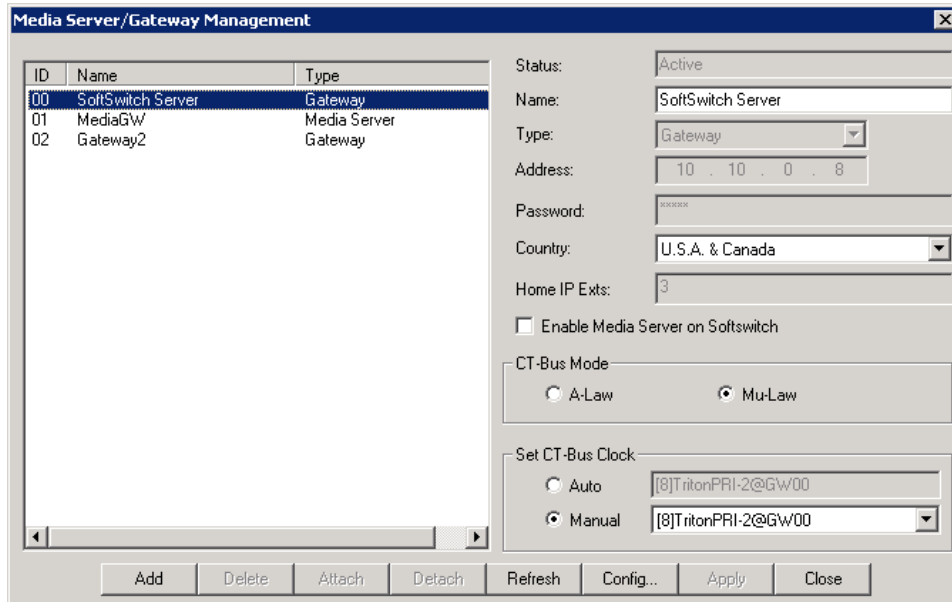 Media Server/Gateway Management
ID Name Type
00 SoftSwitch Server Gateway
01 MediaGW Media Server
02 Gateway2 Gateway
Status: Active
Name: SoftSwitch Server
Type: Gateway
Address: 10 . 10 . 0 . 8
Password: xxxxx
Country: U.S.A. & Canada
Home IP Exts: 3
Enable Media Server on Softswitch
CT-Bus Mode
A-Law Mu-Law
Set CT-Bus Clock
Auto [8]TritonPRI-2@GW00
Manual [8]TritonPRI-2@GW00
Add Delete Attach Detach Refresh Config... Apply Close